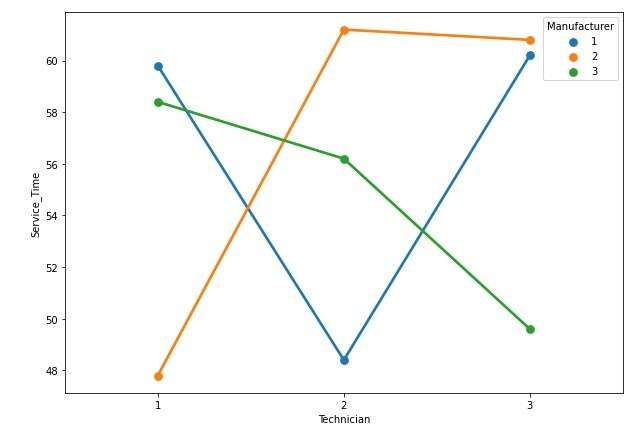 Manufacturer
1
2
3
60
58
56
54
52
50
48
Service_Time
1 2 3
Technician